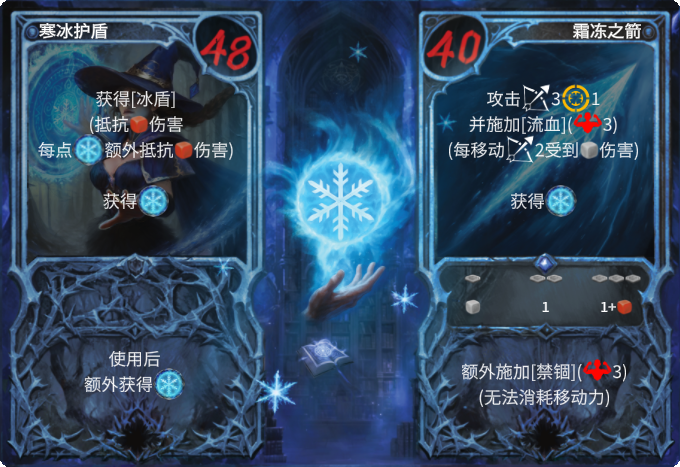 寒冰护盾
48
获得[冰盾]
(抵抗伤害
每点额外抵抗伤害)
获得
使用后
额外获得
40
霜冻之箭
攻击3 1
并施加[流血](3)
(每移动2受到伤害)
获得
1 1+
额外施加[禁锢](3)
(无法消耗移动力)